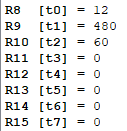 R8 [t0] = 12
R9 [t1] = 480
R10 [t2] = 60
R11 [t3] = 0
R12 [t4] = 0
R13 [t5] = 0
R14 [t6] = 0
R15 [t7] = 0